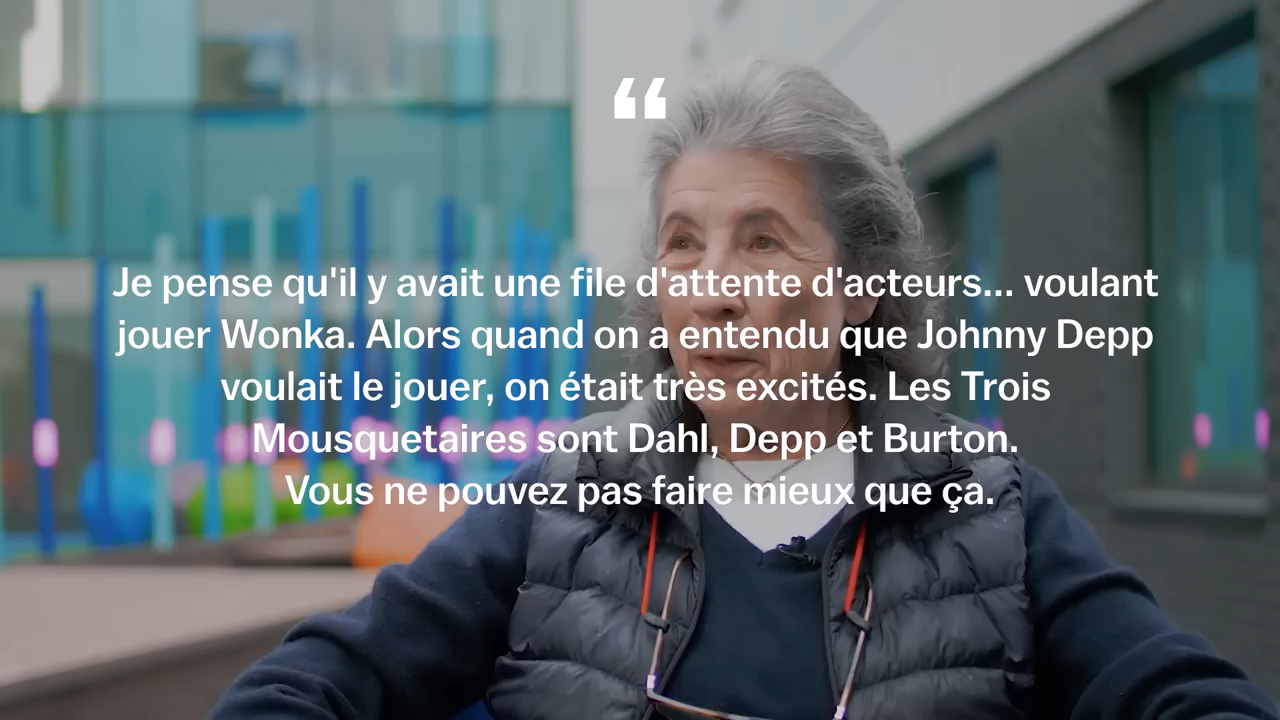 “
Je pense qu'il y avait une file d'attente d'acteurs... voulant
jouer Wonka. Alors quand on a entendu que Johnny Depp
voulait le jouer, on était très excités. Les Trois
Mousquetaires sont Dahl, Depp et Burton.
Vous ne pouvez pas faire mieux que ça.